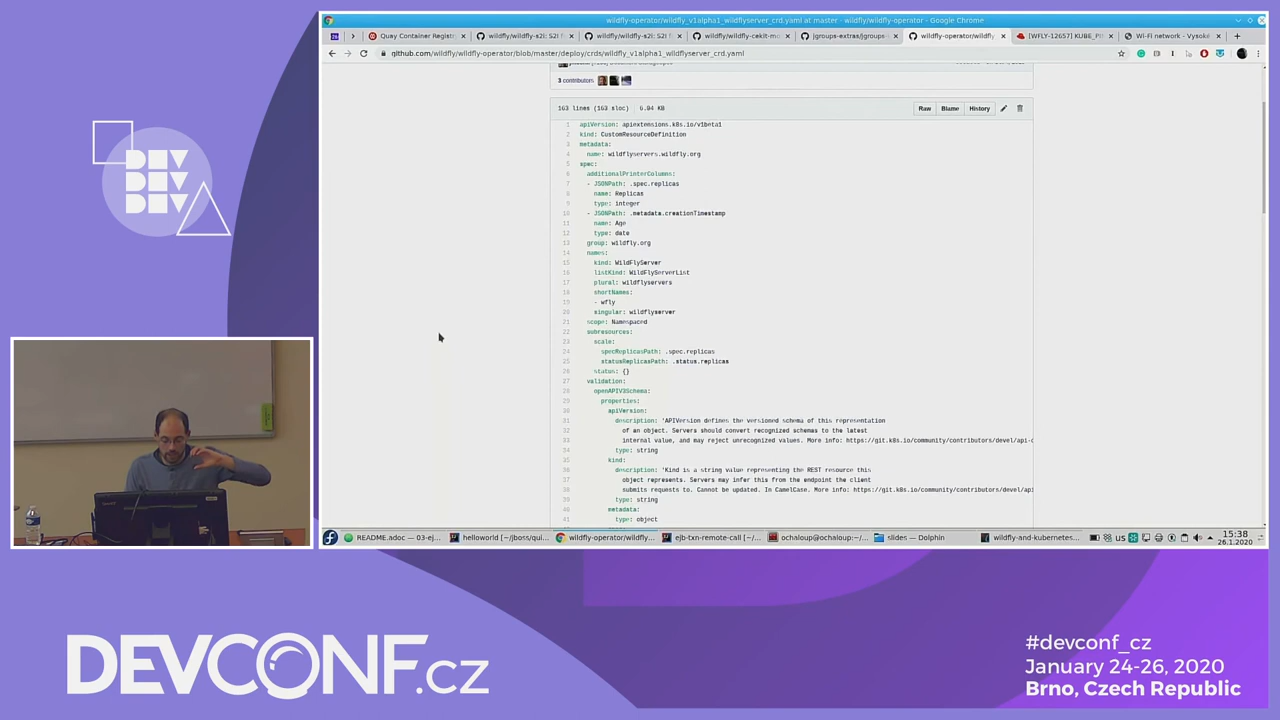 wildfly-operator/wildfly_v1alpha1_wildflyserver_crd.yaml at master · wildfly/wildfly-operator - Google Chrome
Quay Container Registr
wildfly-s2i: S2I f
wildfly-s2i: S2I f
wildfly-cekit-mo
jgroups-extras/jgroups-
wildfly-operator/wildfly
[WFLY-12657] KUBE_PI
Wi-Fi network - Vysoké
github.com/wildfly/wildfly-operator/blob/master/deploy/crds/wildfly_v1alpha1_wildflyserver_crd.yaml
3 contributors
163 lines (163 sloc) 6.94 KB
Raw Blame History
1 apiVersion: apiextensions.k8s.io/v1beta1
2 kind: CustomResourceDefinition
3 metadata:
4 name: wildflyservers.wildfly.org
5 spec:
6 additionalPrinterColumns:
7 - JSONPath: .spec.replicas
8 name: Replicas
9 type: integer
10 - JSONPath: .metadata.creationTimestamp
11 name: Age
12 type: date
13 group: wildfly.org
14 names:
15 kind: WildFlyServer
16 listKind: WildFlyServerList
17 plural: wildflyservers
18 shortNames:
19 - wfly
20 singular: wildflyserver
21 scope: Namespaced
22 subresources:
23 scale:
24 specReplicasPath: .spec.replicas
25 statusReplicasPath: .status.replicas
26 status: {}
27 validation:
28 openAPIV3Schema:
29 properties:
30 apiVersion:
31 description: 'APIVersion defines the versioned schema of this representation
32 of an object. Servers should convert recognized schemas to the latest
33 internal value, and may reject unrecognized values. More info: https://git.k8s.io/community/contributors/devel/api-c
34 type: string
35 kind:
36 description: 'Kind is a string value representing the REST resource this
37 object represents. Servers may infer this from the endpoint the client
38 submits requests to. Cannot be updated. In CamelCase. More info: https://git.k8s.io/community/contributors/devel/api
39 type: string
40 metadata:
41 type: object
README.adoc — 03-ej...
helloworld [~/jboss/qui...
wildfly-operator/wildfly...
ejb-txn-remote-call [~/...
ochaloup@ochaloup:~/...
slides — Dolphin
wildfly-and-kubernetes...
US
15:38
26.1.2020
DEV
DEV
DEV
DEVCONF.cz
#devconf_cz
January 24-26, 2020
Brno, Czech Republic